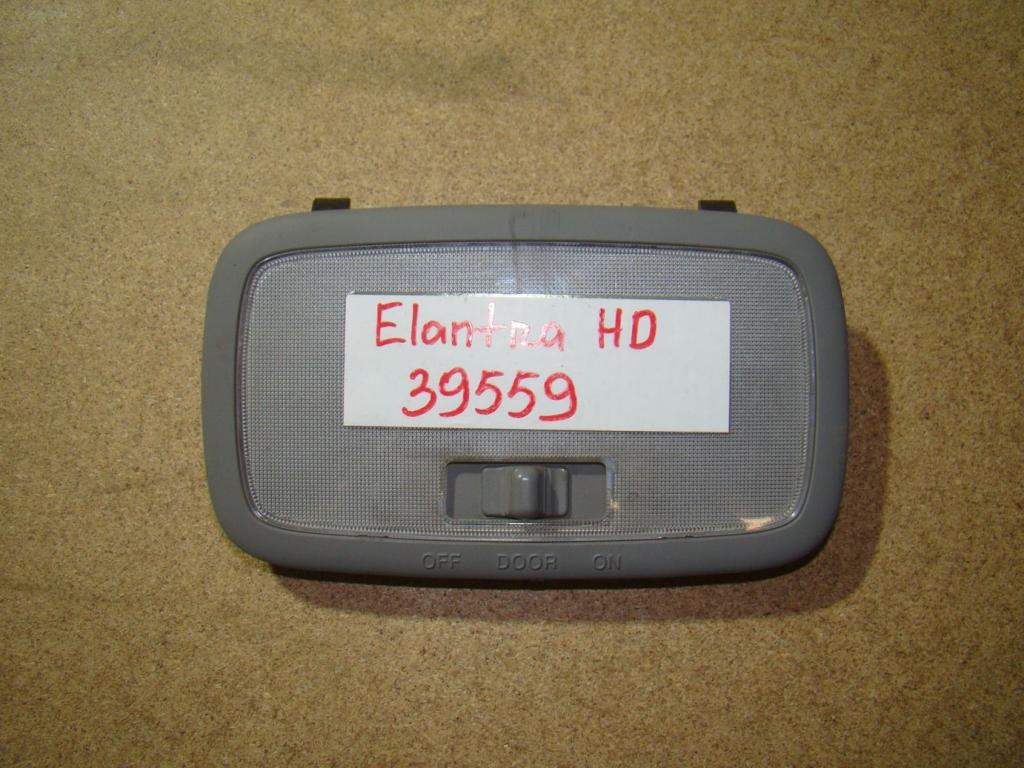 Elantra HD
39559
OFF DOOR ON